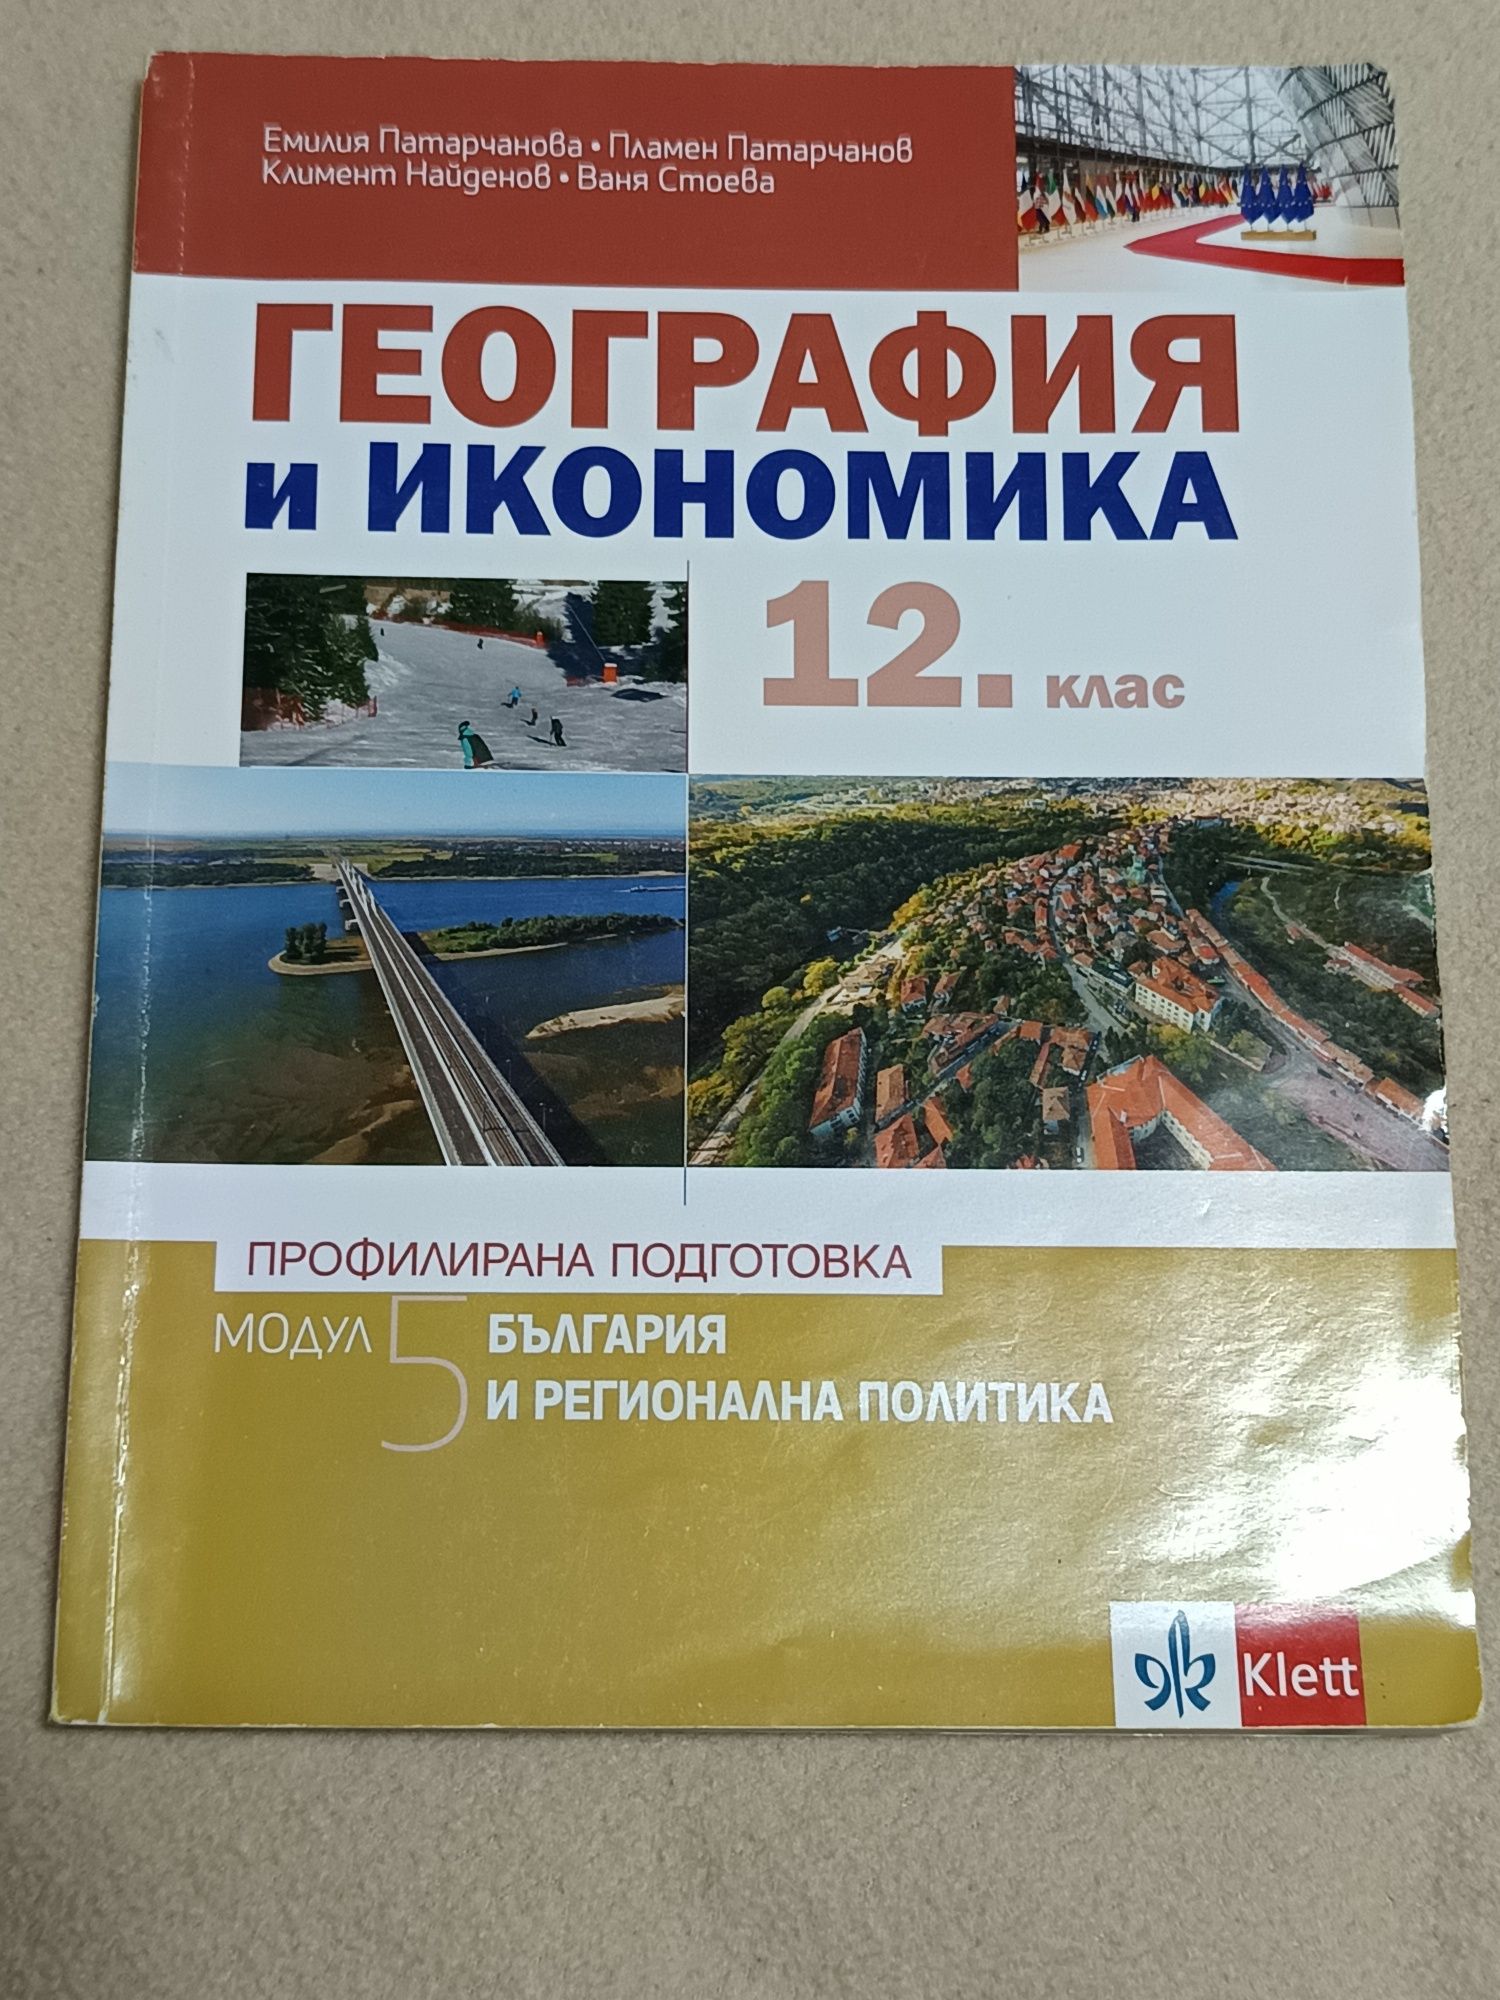 Емилия Патарчанова • Пламен Патарчанов
Климент Найденов • Ваня Стоева
ГЕОГРАФИЯ
и ИКОНОМИКА
12. клас
ПРОФИЛИРАНА ПОДГОТОВКА
МОДУЛ 5 БЪЛГАРИЯ
И РЕГИОНАЛНА ПОЛИТИКА
Klett